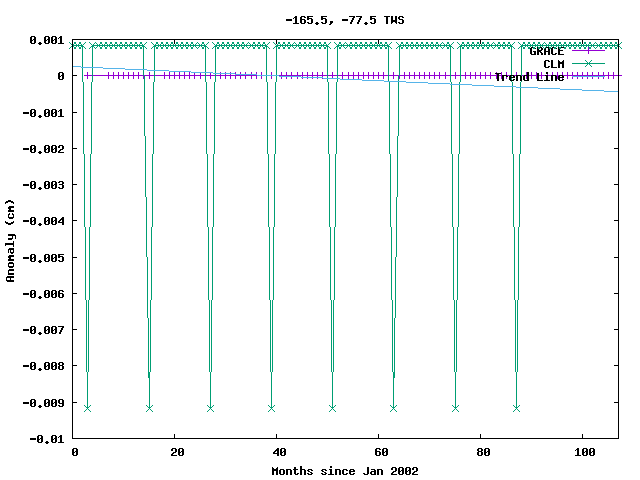 -165.5, -77.5 TWS
0.001
0
-0.001
-0.002
-0.003
-0.004
-0.005
-0.006
-0.007
-0.008
-0.009
-0.01
Anomaly (cm)
GRACE
CLM
Trend Line
0 20 40 60 80 100
Months since Jan 2002